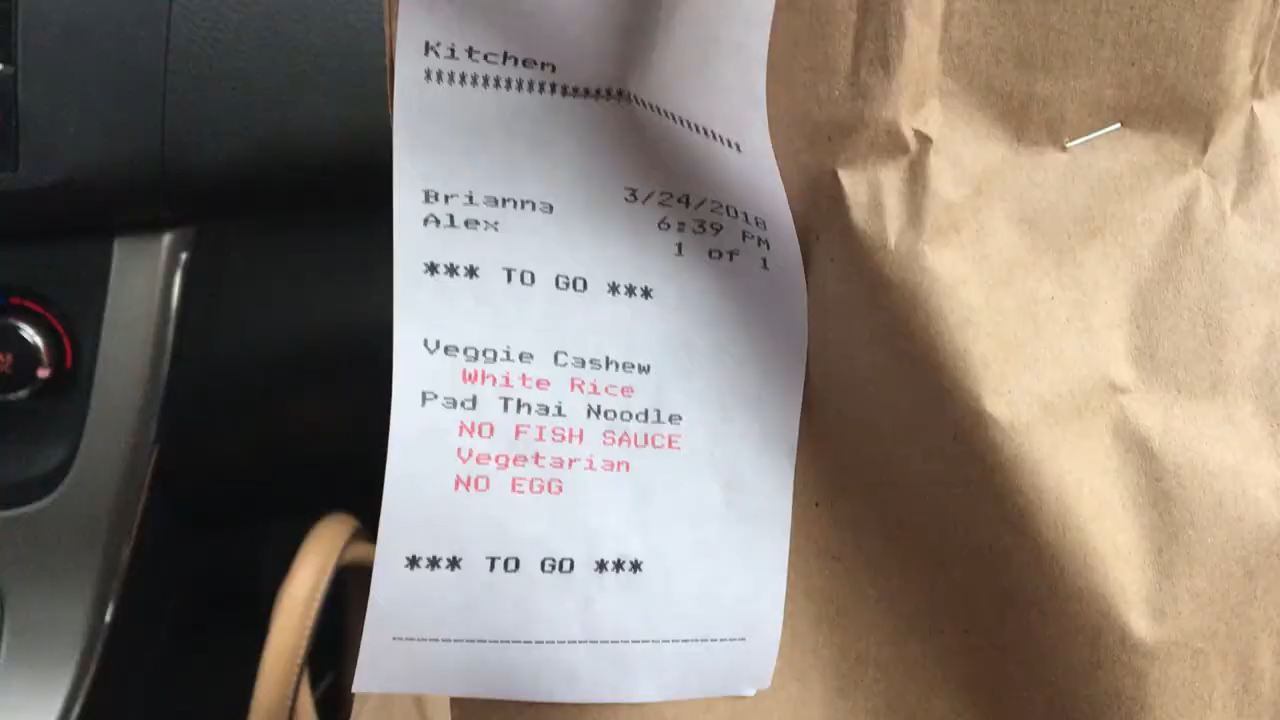 Kitchen
**********************************
Brianna 3/24/2018
Alex 6:39 PM
1 of 1
*** TO GO ***
Veggie Cashew
White Rice
Pad Thai Noodle
NO FISH SAUCE
Vegetarian
NO EGG
*** TO GO ***